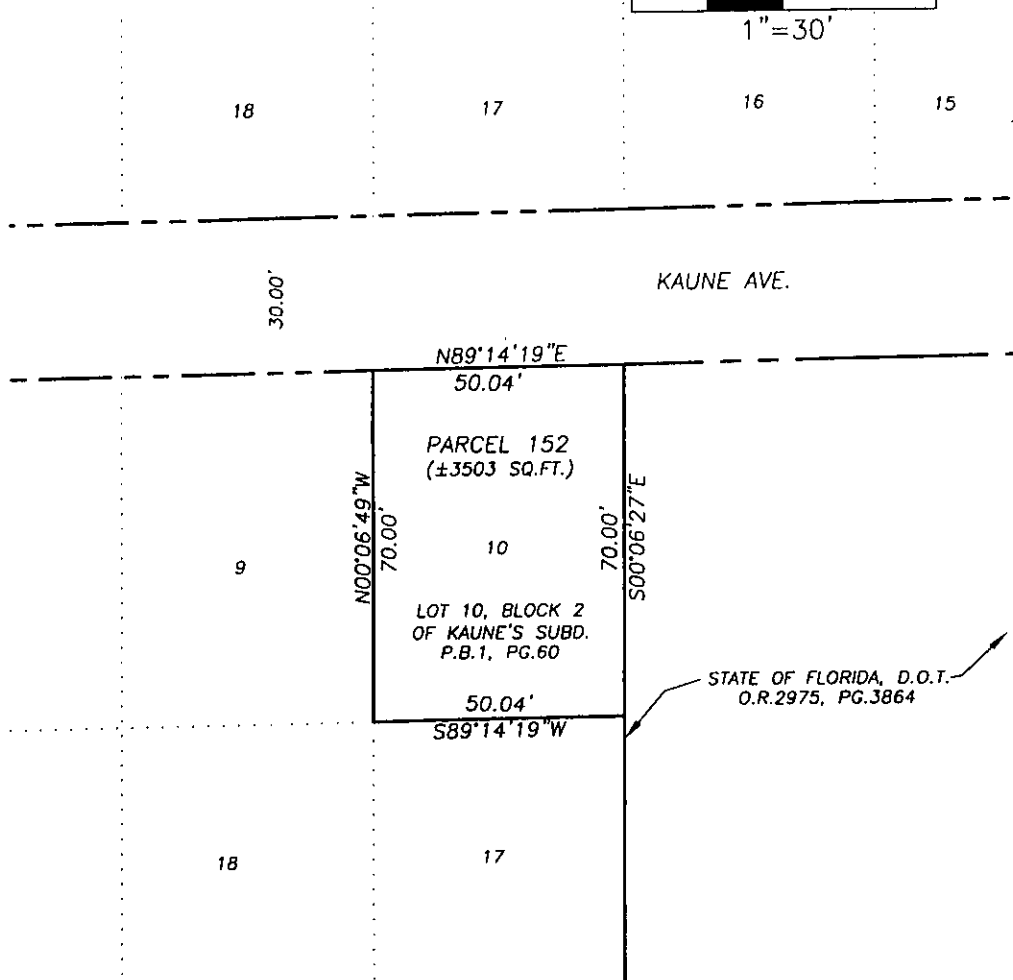 1"=30'
18
17
16
15
30.00'
KAUNE AVE.
N89°14'19"E
50.04'
PARCEL 152
(±3503 SQ.FT.)
N00°06'49"W
70.00'
70.00'
S00°06'27"E
9
10
LOT 10, BLOCK 2
OF KAUNE'S SUBD.
P.B.1, PG.60
STATE OF FLORIDA, D.O.T.
O.R.2975, PG.3864
50.04'
S89°14'19"W
18
17